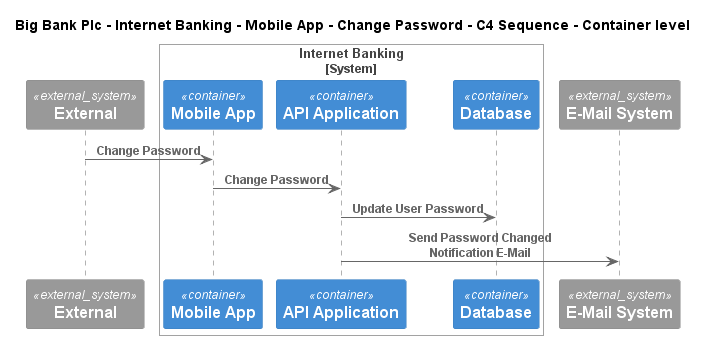 Big Bank Plc - Internet Banking - Mobile App - Change Password - C4 Sequence - Container level
Internet Banking
[System]
«external_system»
External
«container»
Mobile App
«container»
API Application
«container»
Database
«external_system»
E-Mail System
Change Password
Change Password
Update User Password
Send Password Changed
Notification E-Mail
«external_system»
External
«container»
Mobile App
«container»
API Application
«container»
Database
«external_system»
E-Mail System